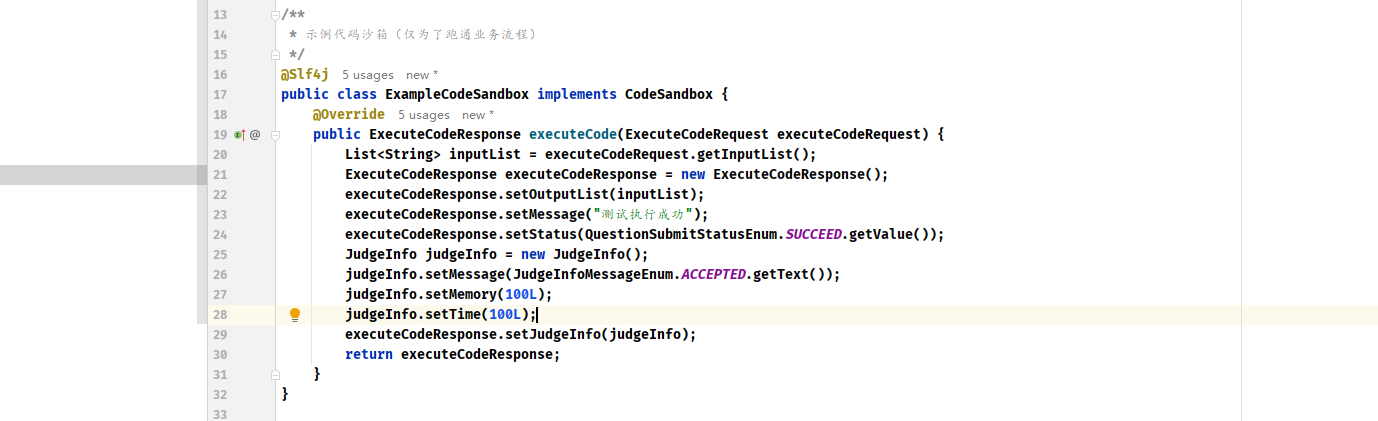 13 /**
14 * 示例代码沙箱（仅为了跑通业务流程）
15 */
16 @Slf4j 5 usages new *
17 public class ExampleCodeSandbox implements CodeSandbox {
18 @Override 5 usages new *
19 @ public ExecuteCodeResponse executeCode(ExecuteCodeRequest executeCodeRequest) {
20 List<String> inputList = executeCodeRequest.getInputList();
21 ExecuteCodeResponse executeCodeResponse = new ExecuteCodeResponse();
22 executeCodeResponse.setOutputList(inputList);
23 executeCodeResponse.setMessage("测试执行成功");
24 executeCodeResponse.setStatus(QuestionSubmitStatusEnum.SUCCEED.getValue());
25 JudgeInfo judgeInfo = new JudgeInfo();
26 judgeInfo.setMessage(JudgeInfoMessageEnum.ACCEPTED.getText());
27 judgeInfo.setMemory(100L);
28 judgeInfo.setTime(100L);
29 executeCodeResponse.setJudgeInfo(judgeInfo);
30 return executeCodeResponse;
31 }
32 }
33